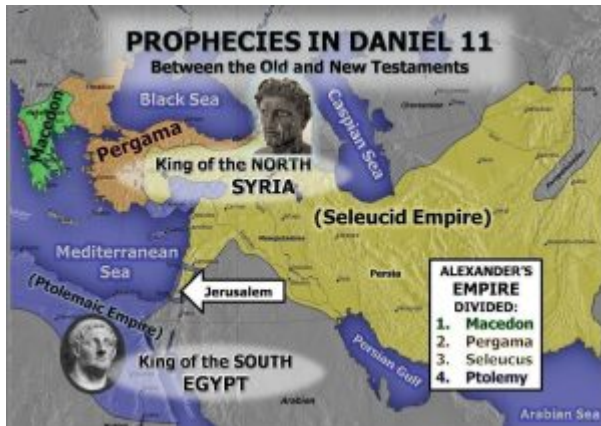 PROPHECIES IN DANIEL 11
Between the Old and New Testaments
Black Sea
Caspian Sea
Macedon
Pergama
King of the NORTH
SYRIA
(Seleucid Empire)
Mediterranean
Sea
Persia
(Ptolemaic Empire)
Jerusalem
ALEXANDER'S
EMPIRE
DIVIDED:
1. Macedon
2. Pergama
3. Seleucus
4. Ptolemy
King of the SOUTH
EGYPT
Persian Gulf
Arabian
Arabian Sea